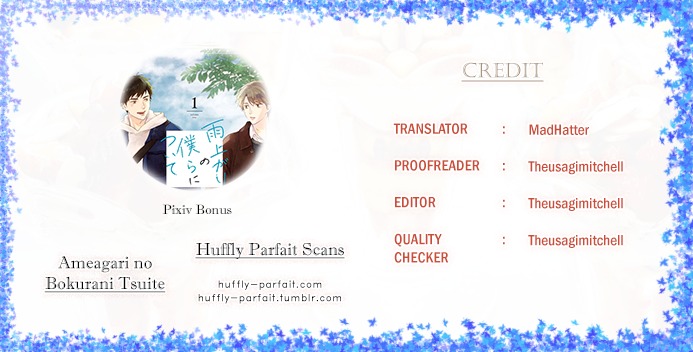 1
雨上がり
の
僕らに
ついて
Pixiv Bonus
Ameagari no
Bokurani Tsuite
Huffly Parfait Scans
huffly-parfait.com
huffly-parfait.tumblr.com
CREDIT
TRANSLATOR : MadHatter
PROOFREADER : Theusagimitchell
EDITOR : Theusagimitchell
QUALITY : Theusagimitchell
CHECKER